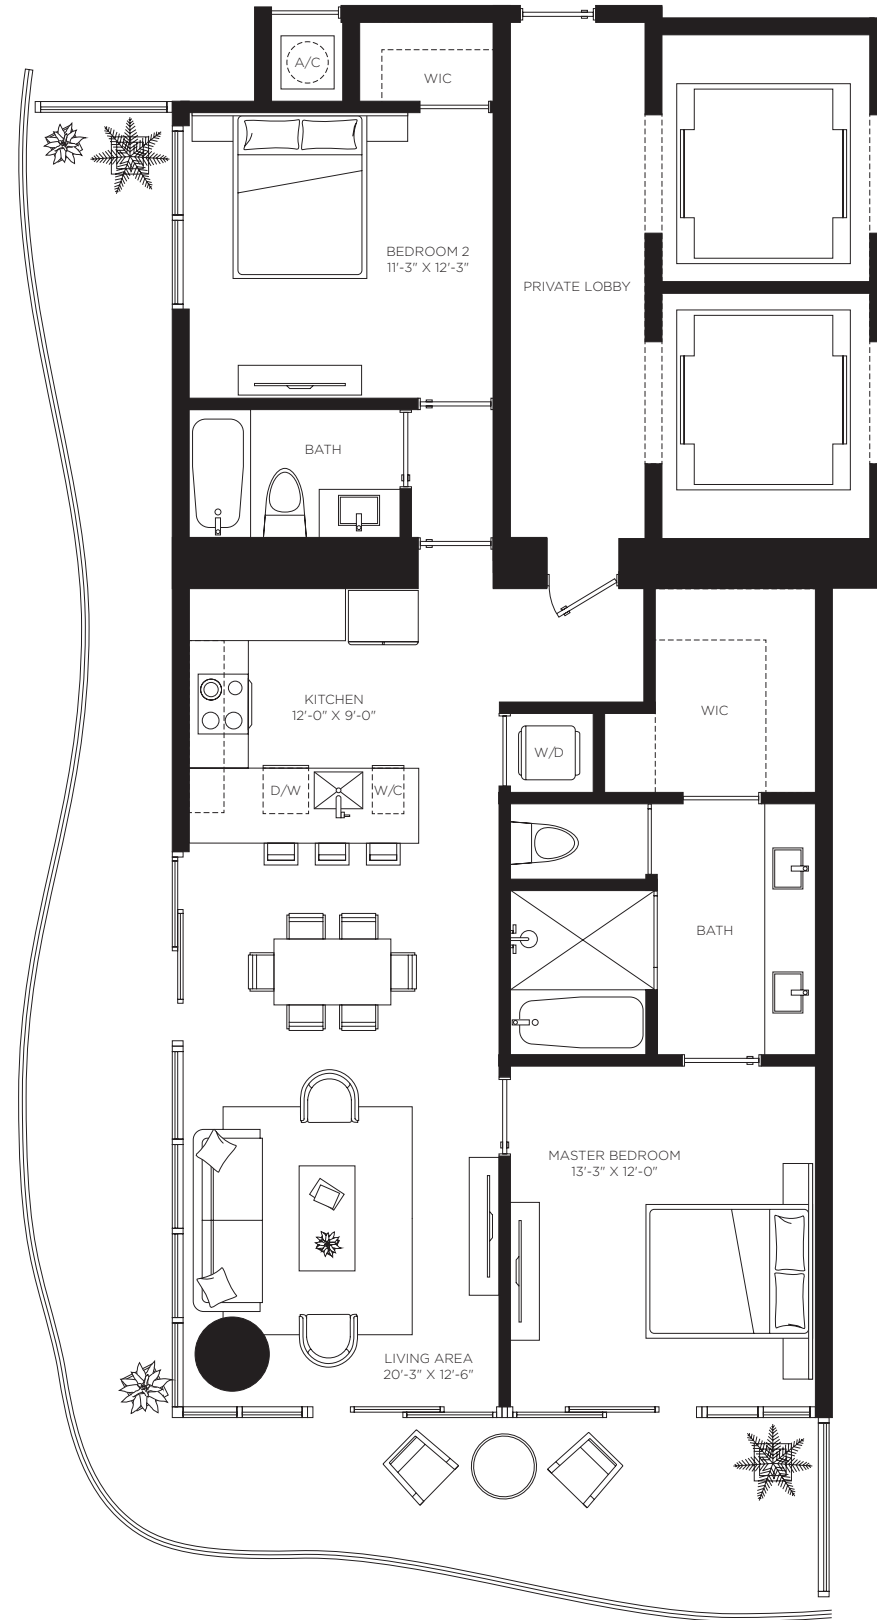 A/C
WIC
BEDROOM 2
11'-3" X 12'-3"
PRIVATE LOBBY
BATH
KITCHEN
12'-0" X 9'-0"
WIC
W/D
D/W
W/C
BATH
MASTER BEDROOM
13'-3" X 12'-0"
LIVING AREA
20'-3" X 12'-6"